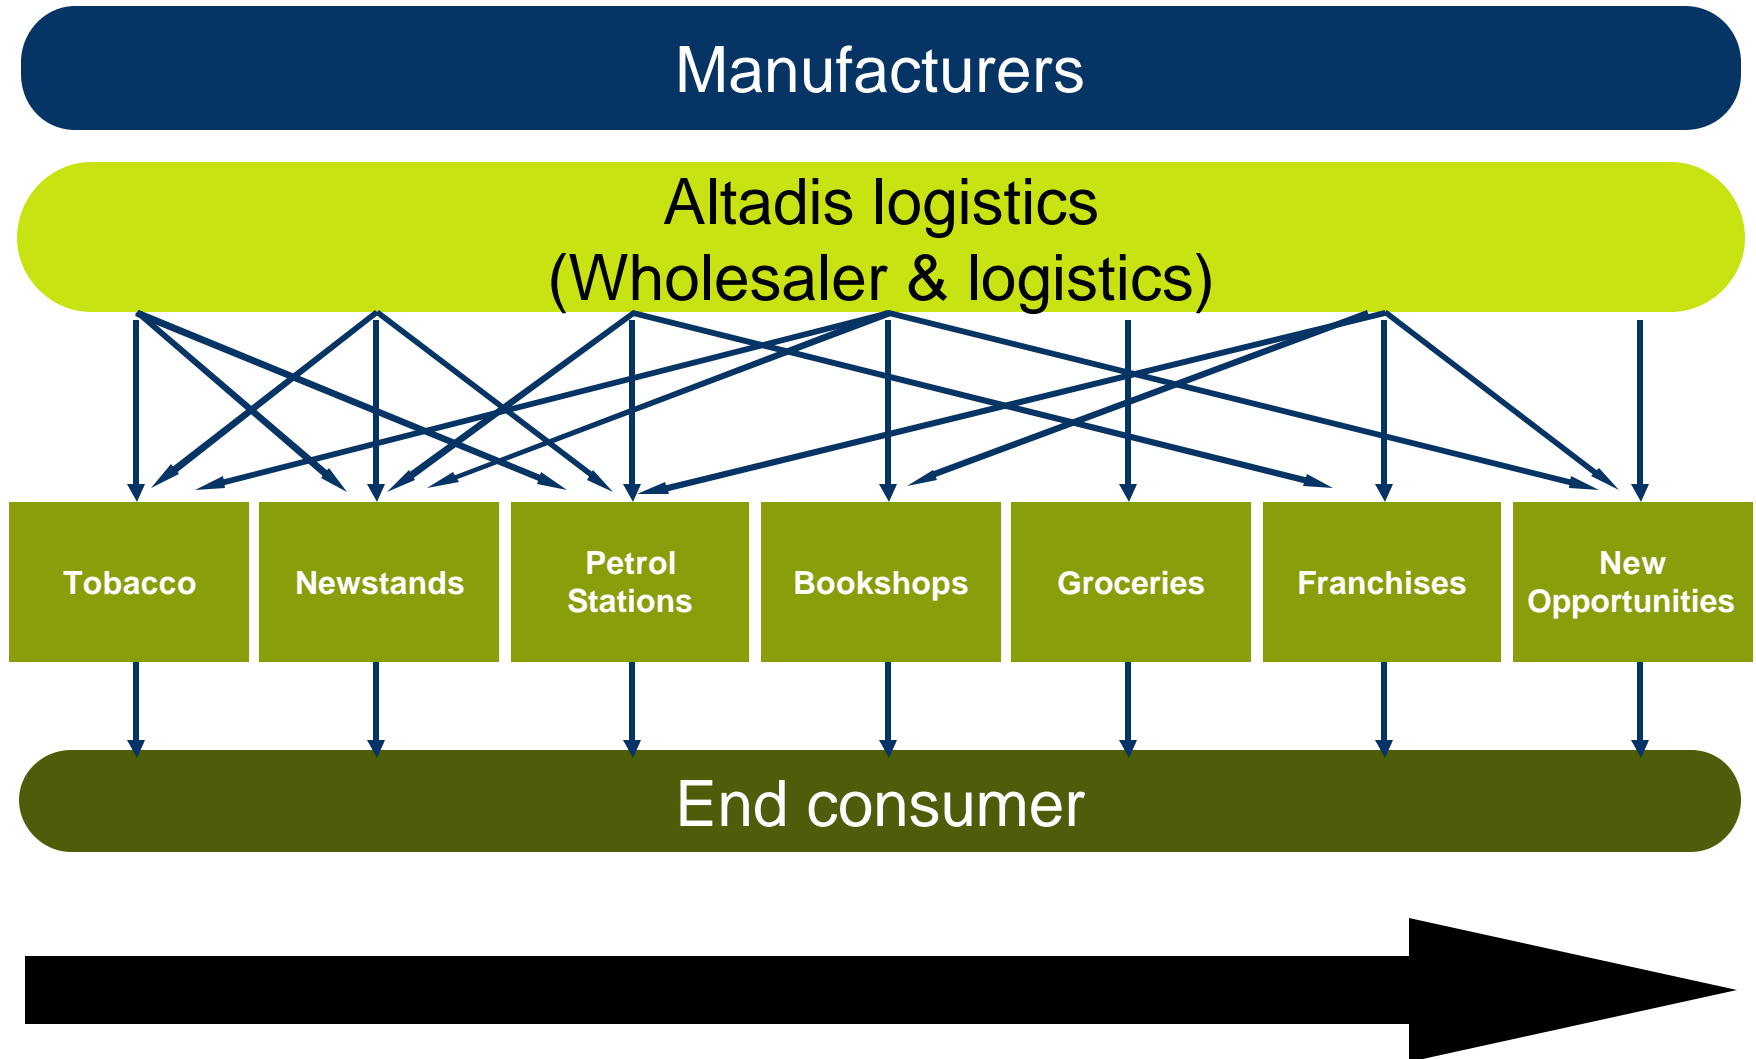 Manufacturers
Altadis logistics
(Wholesaler & logistics)
Tobacco
Newstands
Petrol
Stations
Bookshops
Groceries
Franchises
New
Opportunities
End consumer